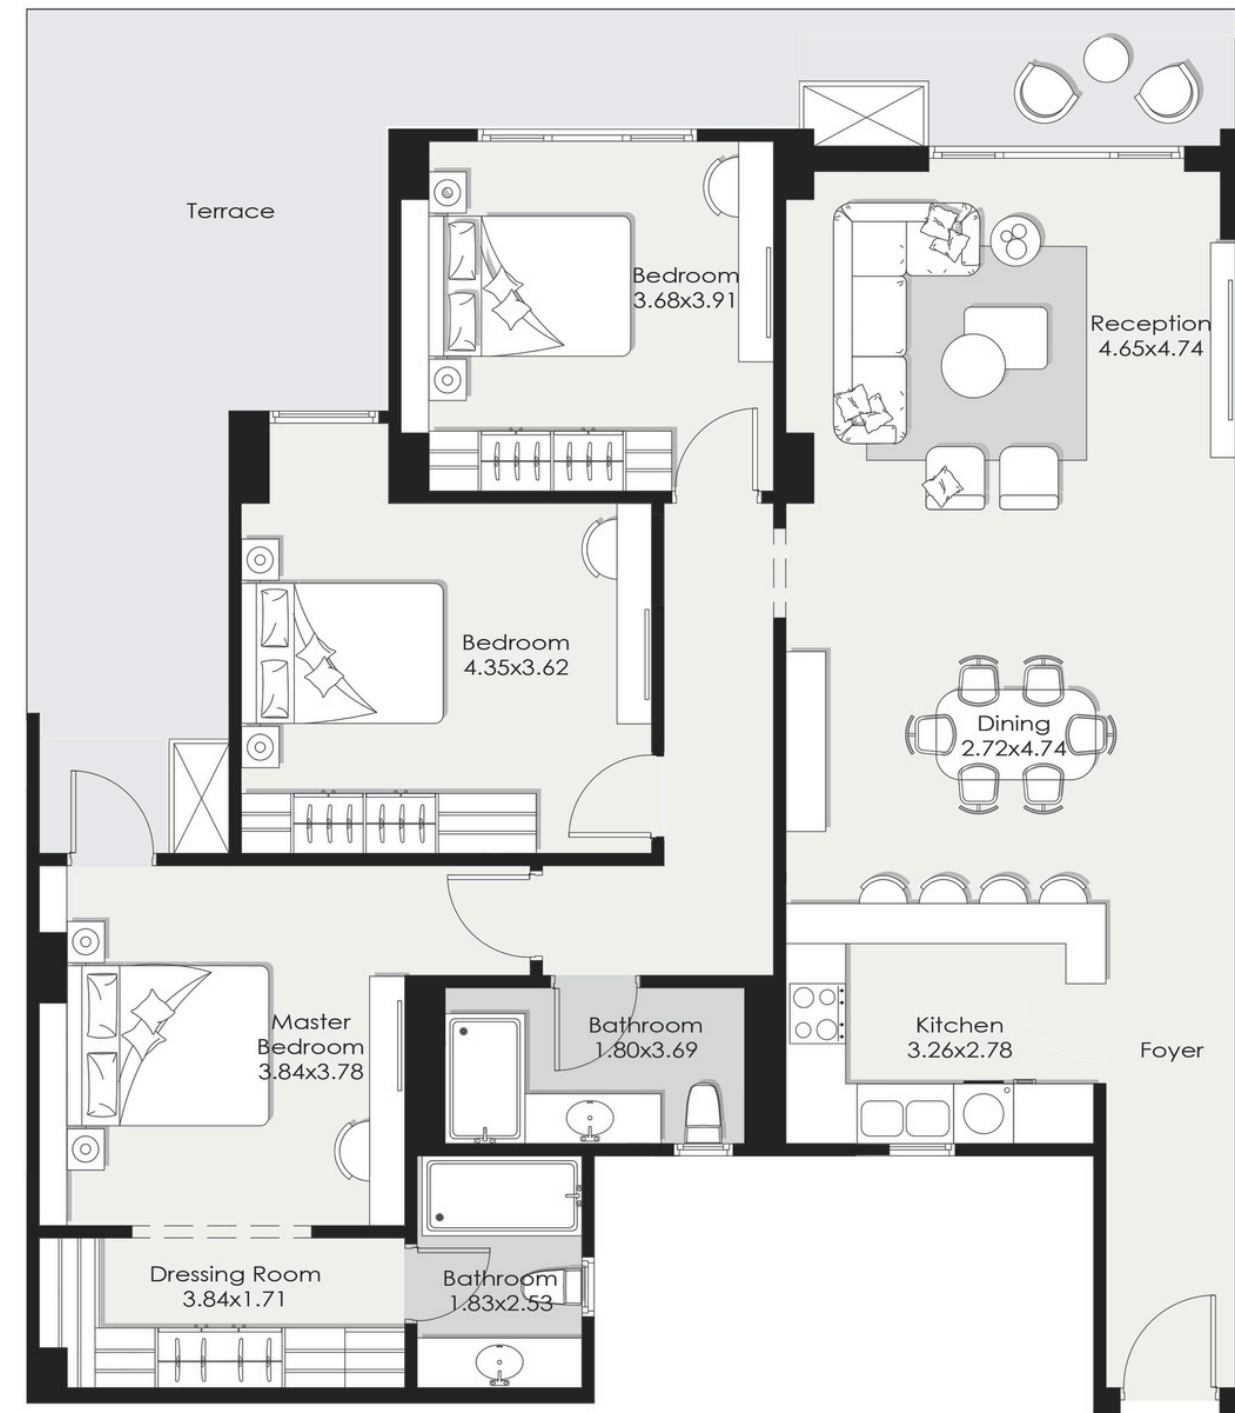 Terrace
Bedroom
3.68x3.91
Reception
4.65x4.74
Bedroom
4.35x3.62
Dining
2.72x4.74
Master
Bedroom
3.84x3.78
Bathroom
1.80x3.69
Kitchen
3.26x2.78
Foyer
Dressing Room
3.84x1.71
Bathroom
1.83x2.53